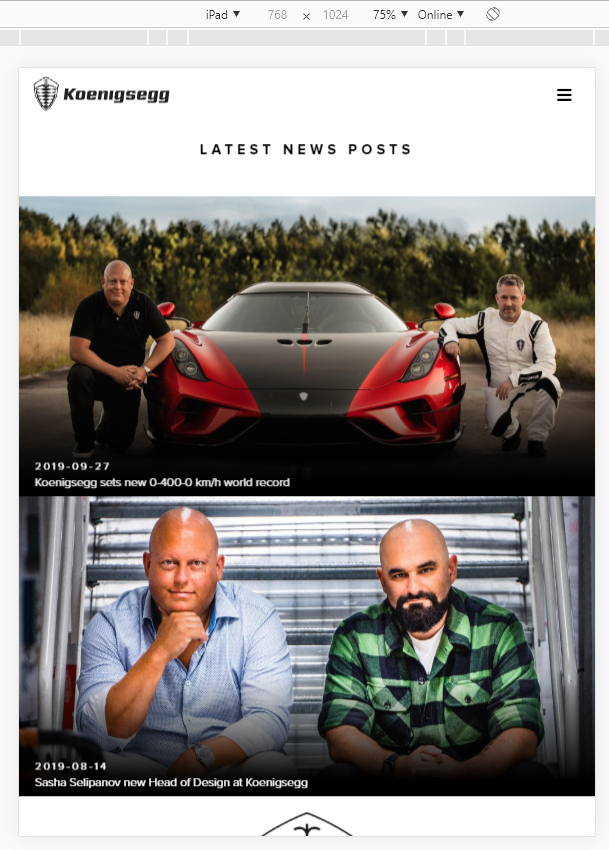 iPad ▼ 768 x 1024 75% ▼ Online ▼
Koenigsegg
LATEST NEWS POSTS
2019-09-27
Koenigsegg sets new 0-400-0 km/h world record
2019-08-14
Sasha Selipanov new Head of Design at Koenigsegg